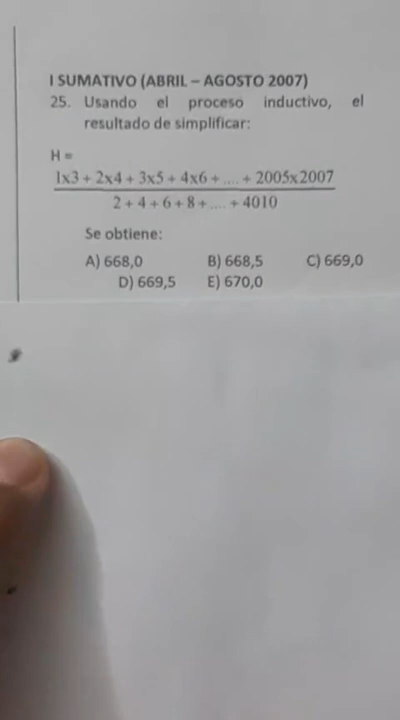 I SUMATIVO (ABRIL – AGOSTO 2007)
25. Usando el proceso inductivo, el
resultado de simplificar:
H =
1x3 + 2x4 + 3x5 + 4x6 + .... + 2005x2007
2 + 4 + 6 + 8 + .... + 4010
Se obtiene:
A) 668,0 B) 668,5 C) 669,0
D) 669,5 E) 670,0